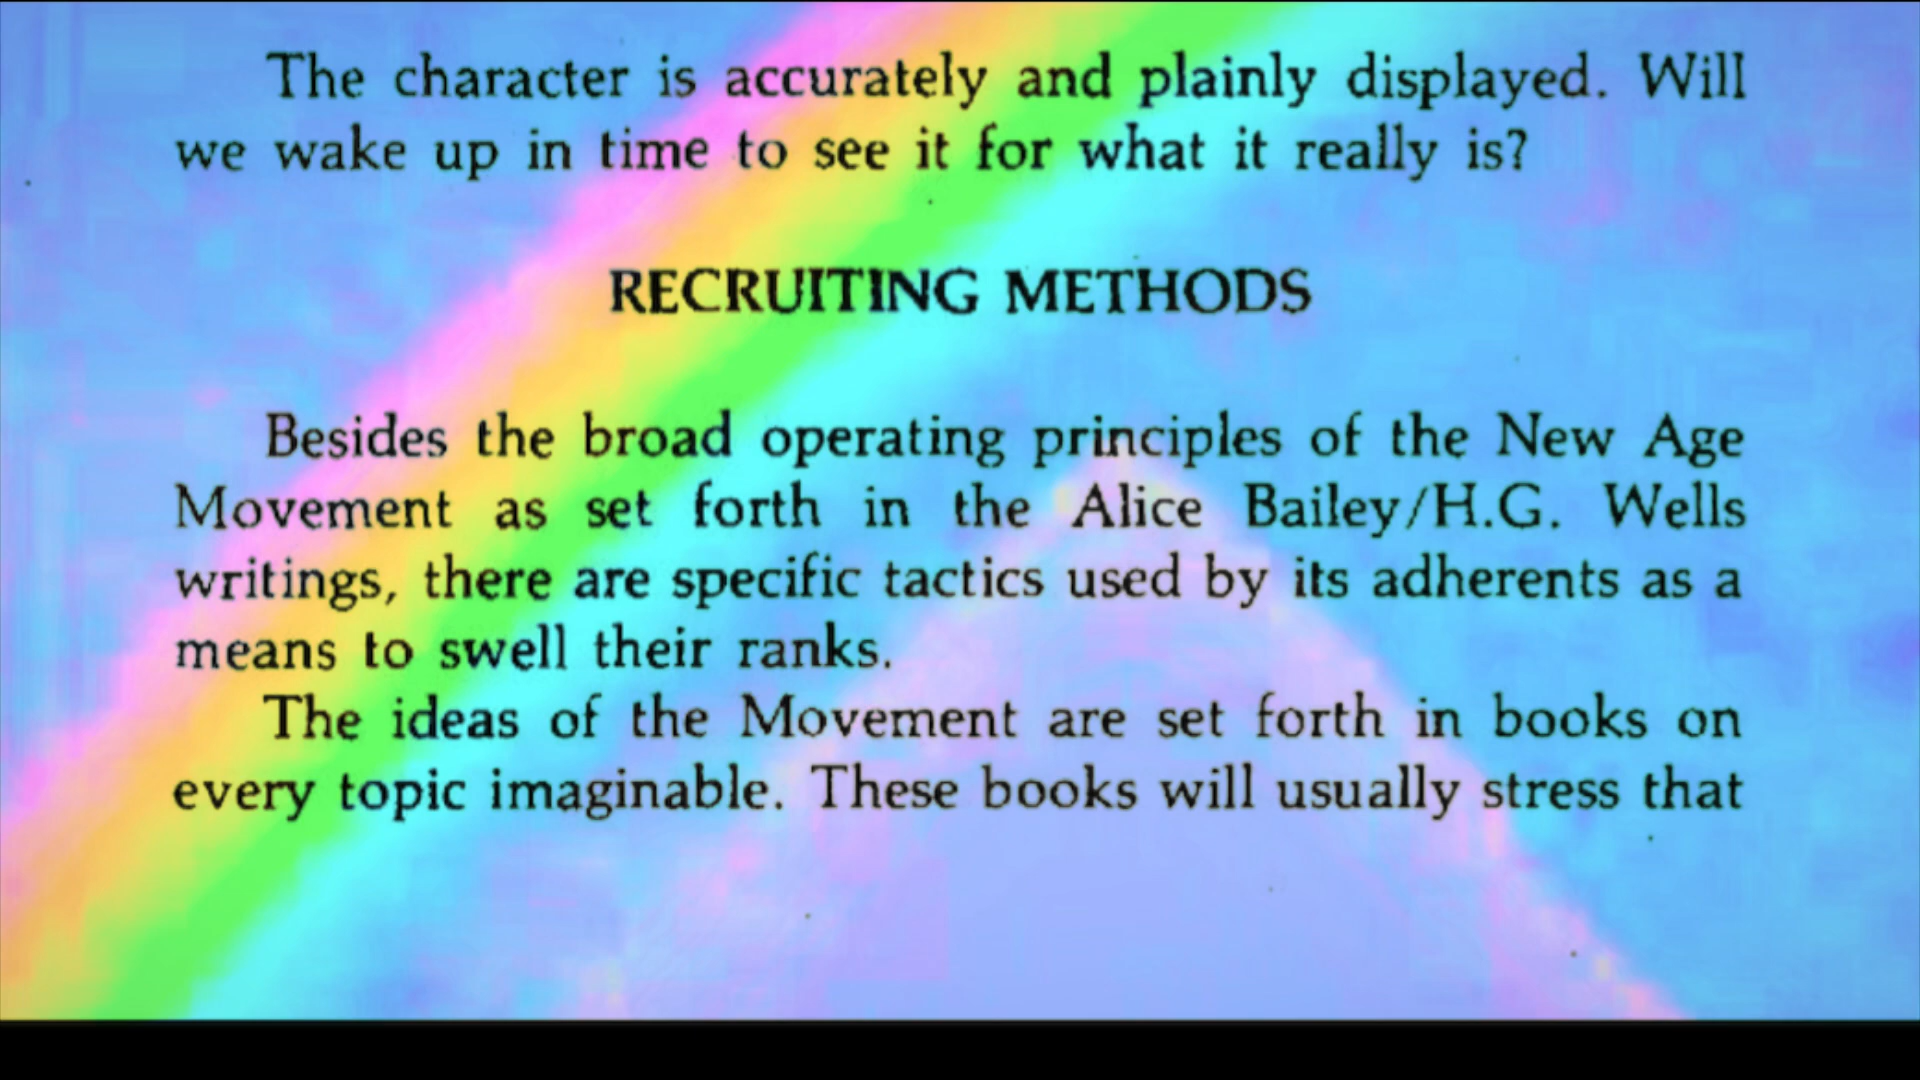 The character is accurately and plainly displayed. Will
we wake up in time to see it for what it really is?
RECRUITING METHODS
Besides the broad operating principles of the New Age
Movement as set forth in the Alice Bailey/H.G. Wells
writings, there are specific tactics used by its adherents as a
means to swell their ranks.
The ideas of the Movement are set forth in books on
every topic imaginable. These books will usually stress that